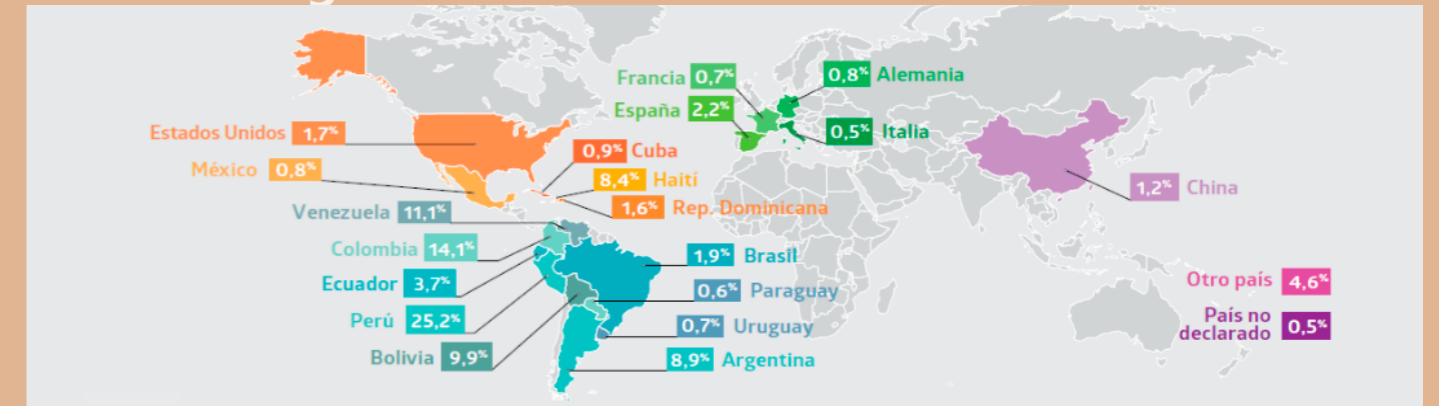 Francia 0,7%
0,8% Alemania
España 2,2%
Estados Unidos 1,7%
0,5% Italia
0,9% Cuba
México 0,8%
8,4% Haití
1,2% China
Venezuela 11,1%
1,6% Rep. Dominicana
Colombia 14,1%
1,9% Brasil
Ecuador 3,7%
Otro país 4,6%
0,6% Paraguay
Perú 25,2%
País no
declarado 0,5%
0,7% Uruguay
Bolivia 9,9%
8,9% Argentina